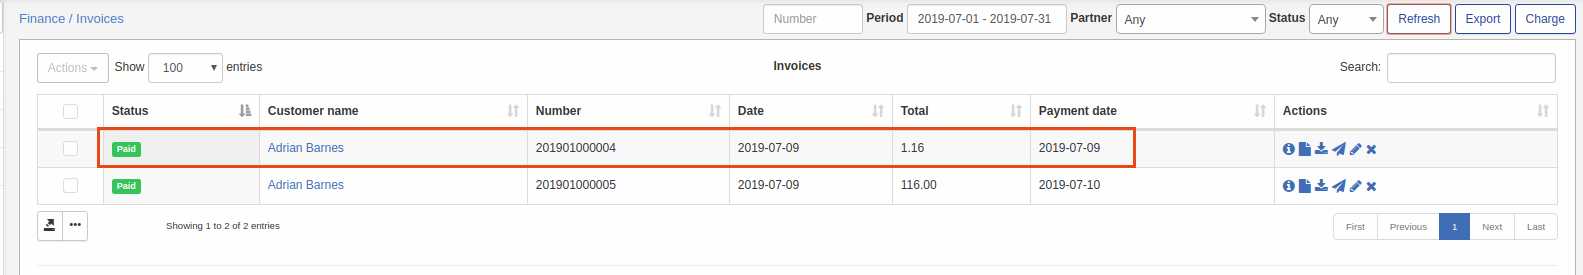 Finance / Invoices Number Period 2019-07-01 - 2019-07-31 Partner Any Status Any Refresh Export Charge
Actions Show 100 entries Invoices Search:
Status Customer name Number Date Total Payment date Actions
Paid Adrian Barnes 201901000004 2019-07-09 1.16 2019-07-09
Paid Adrian Barnes 201901000005 2019-07-09 116.00 2019-07-10
Showing 1 to 2 of 2 entries First Previous 1 Next Last